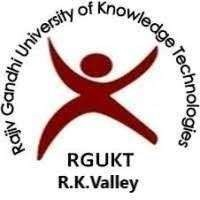 Rajiv Gandhi University of Knowledge Technologies
RGUKT
R.K.Valley